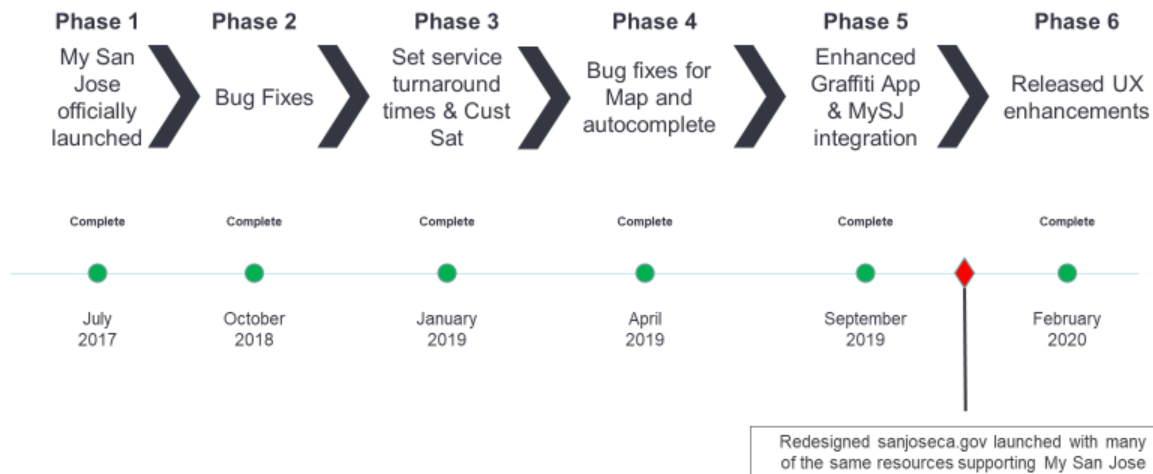 Phase 1
My San
Jose
officially
launched
Phase 2
Bug Fixes
Phase 3
Set service
turnaround
times & Cust
Sat
Phase 4
Bug fixes for
Map and
autocomplete
Phase 5
Enhanced
Graffiti App
& MySJ
integration
Phase 6
Released UX
enhancements
Complete
Complete
Complete
Complete
Complete
Complete
July
2017
October
2018
January
2019
April
2019
September
2019
February
2020
Redesigned sanjoseca.gov launched with many
of the same resources supporting My San Jose